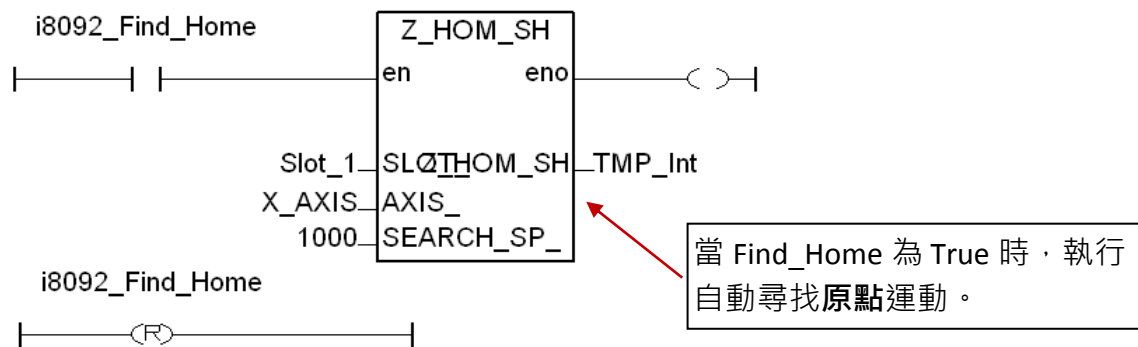 i8092_Find_Home
Z_HOM_SH
en eno
Slot_1 SLOT_ Z_HOM_SH TMP_Int
X_AXIS AXIS_
1000 SEARCH_SP_
i8092_Find_Home
(R)
當 Find_Home 為 True 時，執行
自動尋找原點運動。